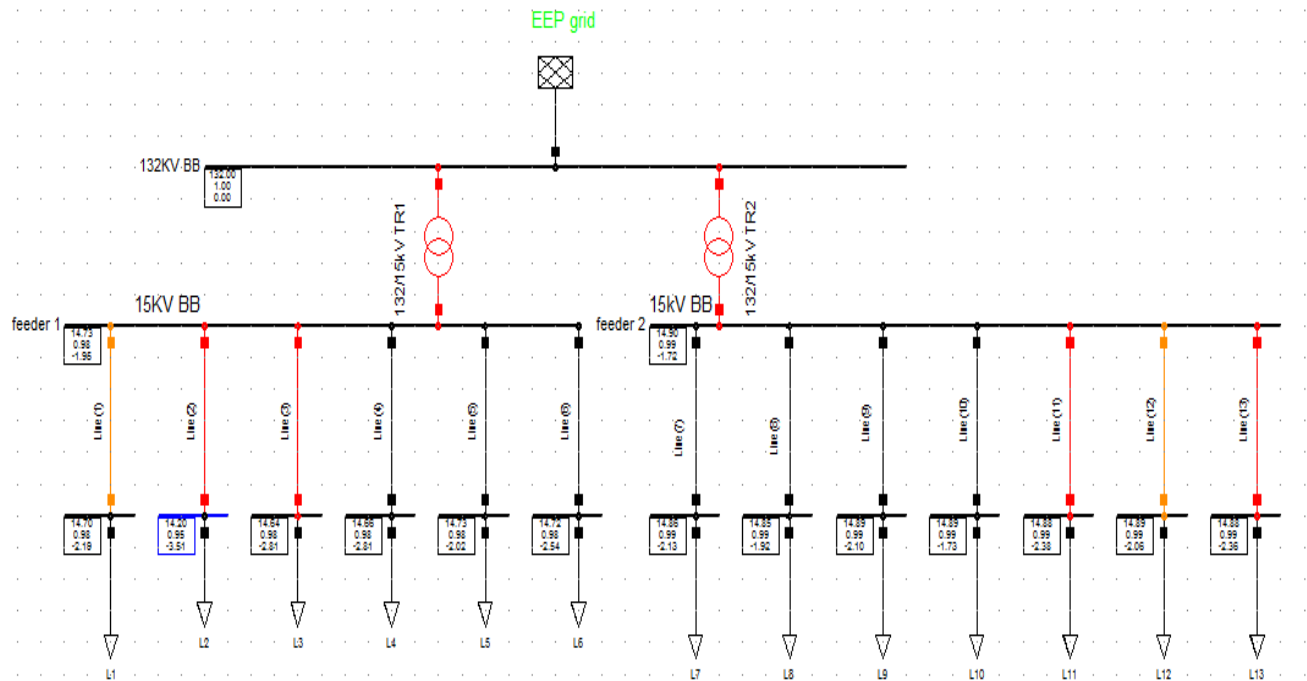 EEP grid
132KV BB
132.00
1.00
0.00
132/15kV TR1
132/15kV TR2
15KV BB
15kV BB
feeder 1
14.73
0.98
-1.95
feeder 2
14.90
0.99
-1.72
Line(1)
Line(2)
Line(3)
Line(4)
Line(5)
Line(6)
Line(7)
Line(8)
Line(9)
Line(10)
Line(11)
Line(12)
Line(13)
14.70
0.98
-2.19
14.20
0.95
-3.51
14.64
0.98
-2.81
14.66
0.98
-2.81
14.73
0.98
-2.02
14.72
0.98
-2.54
14.86
0.99
-2.13
14.85
0.99
-1.92
14.89
0.99
-2.10
14.89
0.99
-1.73
14.88
0.99
-2.38
14.89
0.99
-2.06
14.88
0.99
-2.36
L1
L2
L3
L4
L5
L6
L7
L8
L9
L10
L11
L12
L13